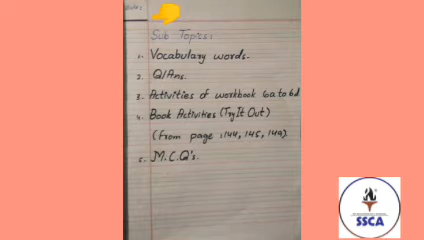 Date:
Sub Topics:
1. Vocabulary words.
2. Q/Ans.
3. Activities of workbook 6a to 6d
4. Book Activities (Try It Out)
(from page :144, 145, 149).
5. M.C.Q's.
SSCA